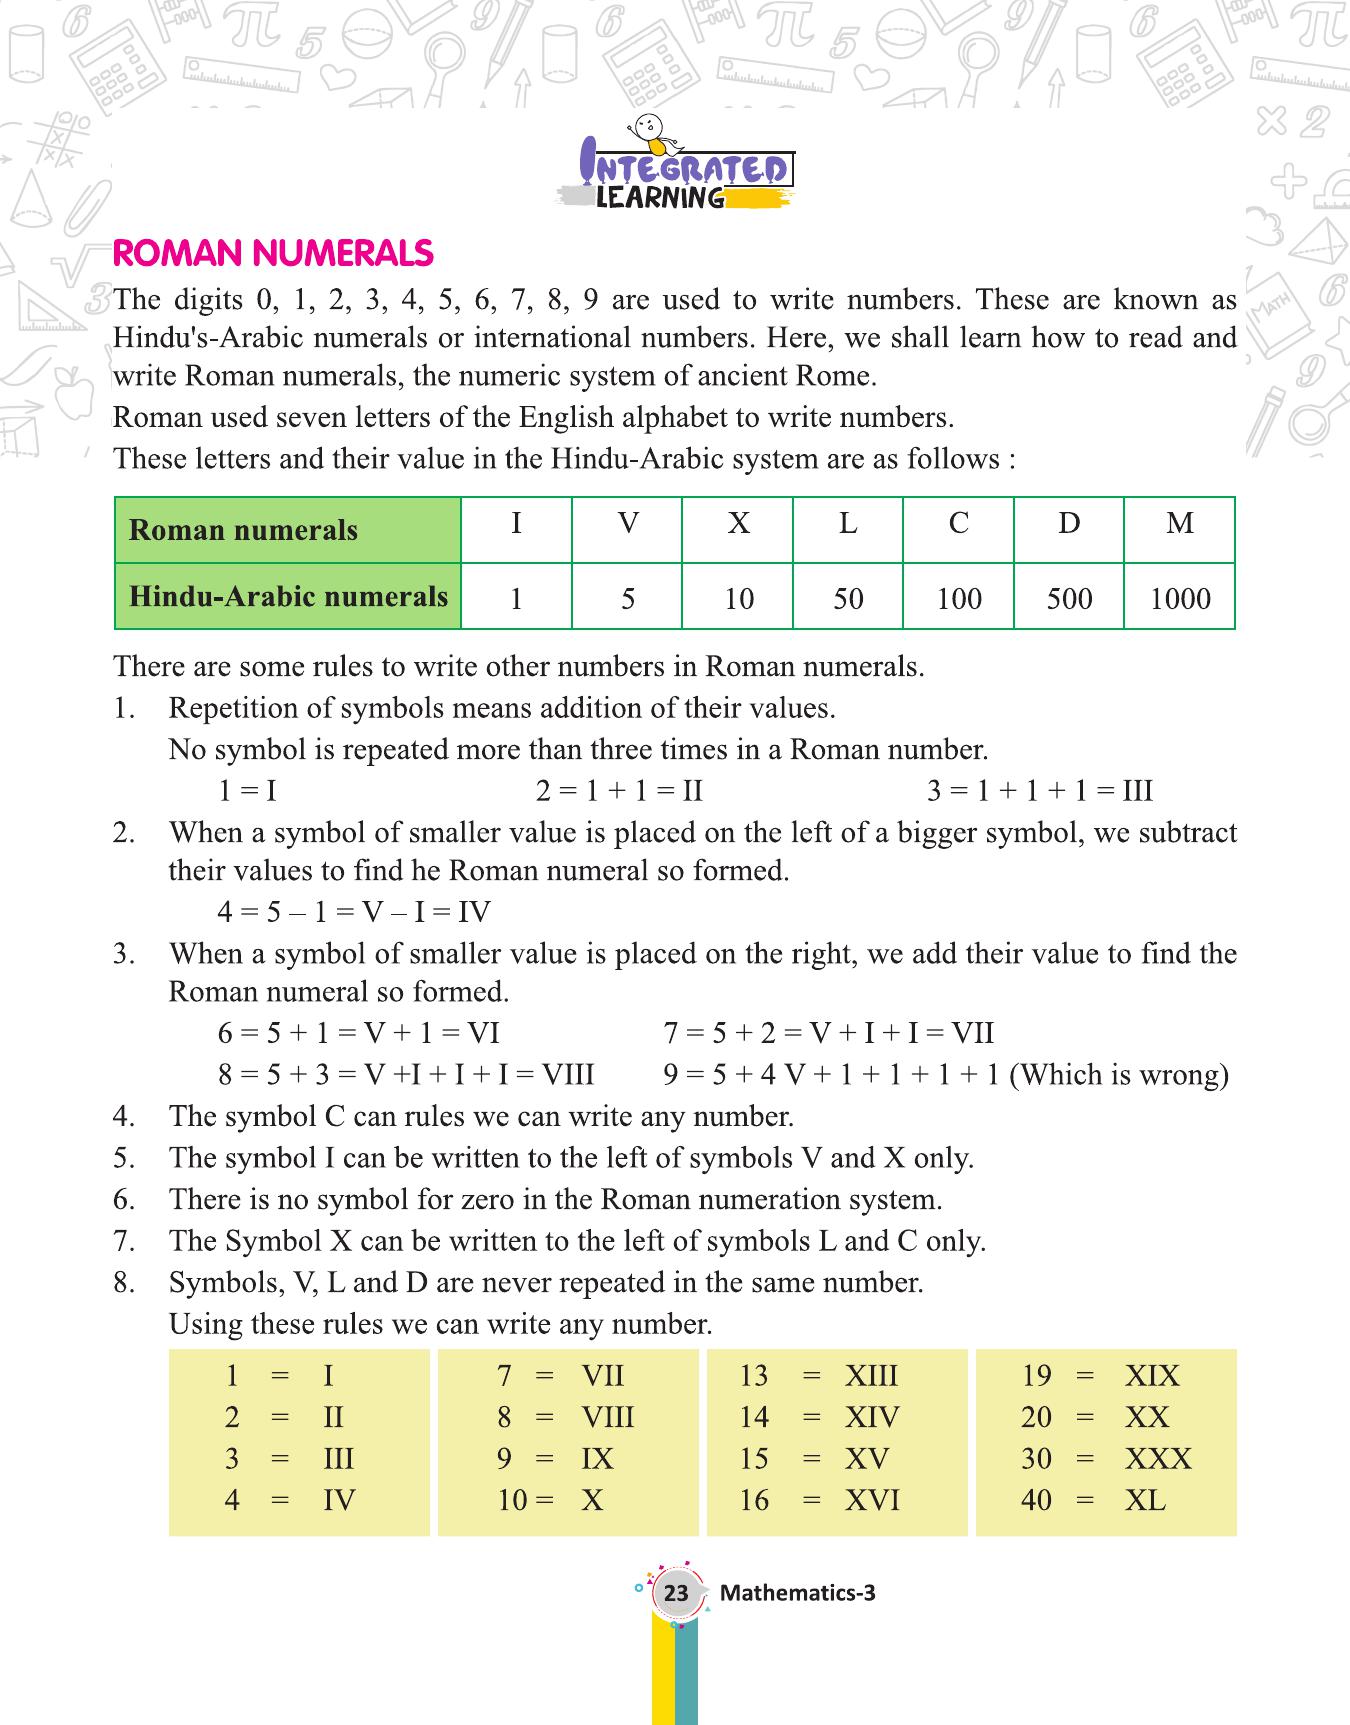 INTEGRATED
LEARNING
ROMAN NUMERALS
The digits 0, 1, 2, 3, 4, 5, 6, 7, 8, 9 are used to write numbers. These are known as
Hindu's-Arabic numerals or international numbers. Here, we shall learn how to read and
write Roman numerals, the numeric system of ancient Rome.
Roman used seven letters of the English alphabet to write numbers.
These letters and their value in the Hindu-Arabic system are as follows :
Roman numerals I V X L C D M
Hindu-Arabic numerals 1 5 10 50 100 500 1000
There are some rules to write other numbers in Roman numerals.
1. Repetition of symbols means addition of their values.
No symbol is repeated more than three times in a Roman number.
1 = I 2 = 1 + 1 = II 3 = 1 + 1 + 1 = III
2. When a symbol of smaller value is placed on the left of a bigger symbol, we subtract
their values to find he Roman numeral so formed.
4 = 5 – 1 = V – I = IV
3. When a symbol of smaller value is placed on the right, we add their value to find the
Roman numeral so formed.
6 = 5 + 1 = V + 1 = VI 7 = 5 + 2 = V + I + I = VII
8 = 5 + 3 = V +I + I + I = VIII 9 = 5 + 4 V + 1 + 1 + 1 + 1 (Which is wrong)
4. The symbol C can rules we can write any number.
5. The symbol I can be written to the left of symbols V and X only.
6. There is no symbol for zero in the Roman numeration system.
7. The Symbol X can be written to the left of symbols L and C only.
8. Symbols, V, L and D are never repeated in the same number.
Using these rules we can write any number.
1 = I 7 = VII 13 = XIII 19 = XIX
2 = II 8 = VIII 14 = XIV 20 = XX
3 = III 9 = IX 15 = XV 30 = XXX
4 = IV 10 = X 16 = XVI 40 = XL
23 Mathematics-3